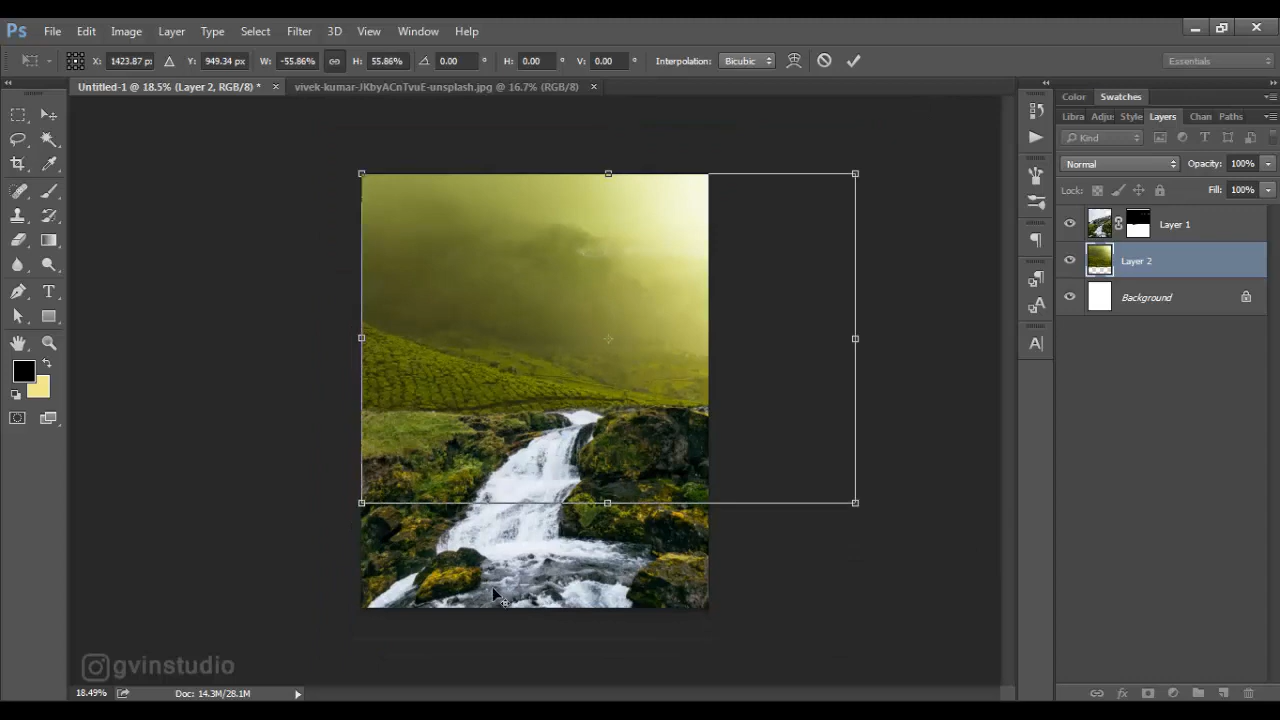 Ps File Edit Image Layer Type Select Filter 3D View Window Help
X: 1423.87 px Y: 949.34 px W: -55.86% H: 55.86% 0.00 ° H: 0.00 ° V: 0.00 ° Interpolation: Bicubic Essentials
Untitled-1 @ 18.5% (Layer 2, RGB/8) * × vivek-kumar-JKbyACnTvuE-unsplash.jpg @ 16.7% (RGB/8) ×
Color Swatches
Libra Adju Style Layers Chan Paths
Kind
Normal Opacity: 100%
Lock: Fill: 100%
Layer 1
Layer 2
Background
gvinstudio
18.49% Doc: 14.3M/28.1M